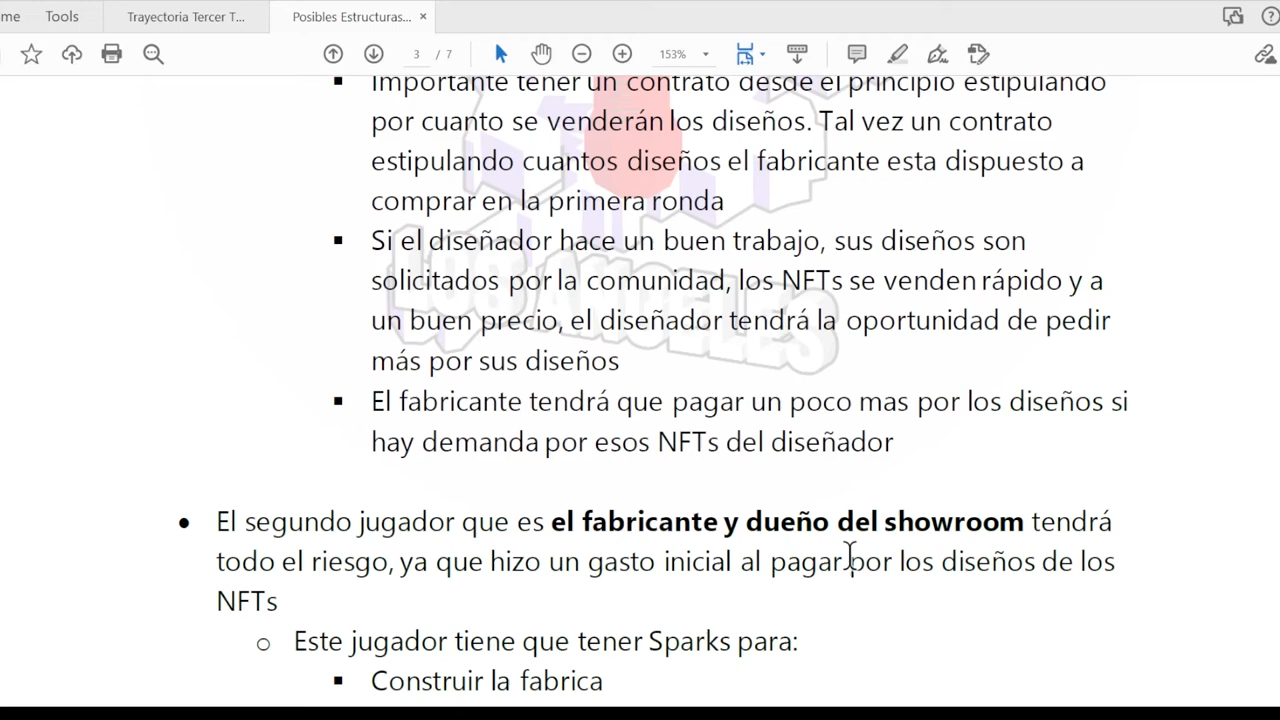 me
Tools
Trayectoria Tercer T...
Posibles Estructuras...
3 / 7
153%
Importante tener un contrato desde el principio estipulando
por cuanto se venderán los diseños. Tal vez un contrato
estipulando cuantos diseños el fabricante esta dispuesto a
comprar en la primera ronda
Si el diseñador hace un buen trabajo, sus diseños son
solicitados por la comunidad, los NFTs se venden rápido y a
un buen precio, el diseñador tendrá la oportunidad de pedir
más por sus diseños
El fabricante tendrá que pagar un poco mas por los diseños si
hay demanda por esos NFTs del diseñador
El segundo jugador que es el fabricante y dueño del showroom tendrá
todo el riesgo, ya que hizo un gasto inicial al pagar por los diseños de los
NFTs
Este jugador tiene que tener Sparks para:
Construir la fabrica
LOS ANGELES